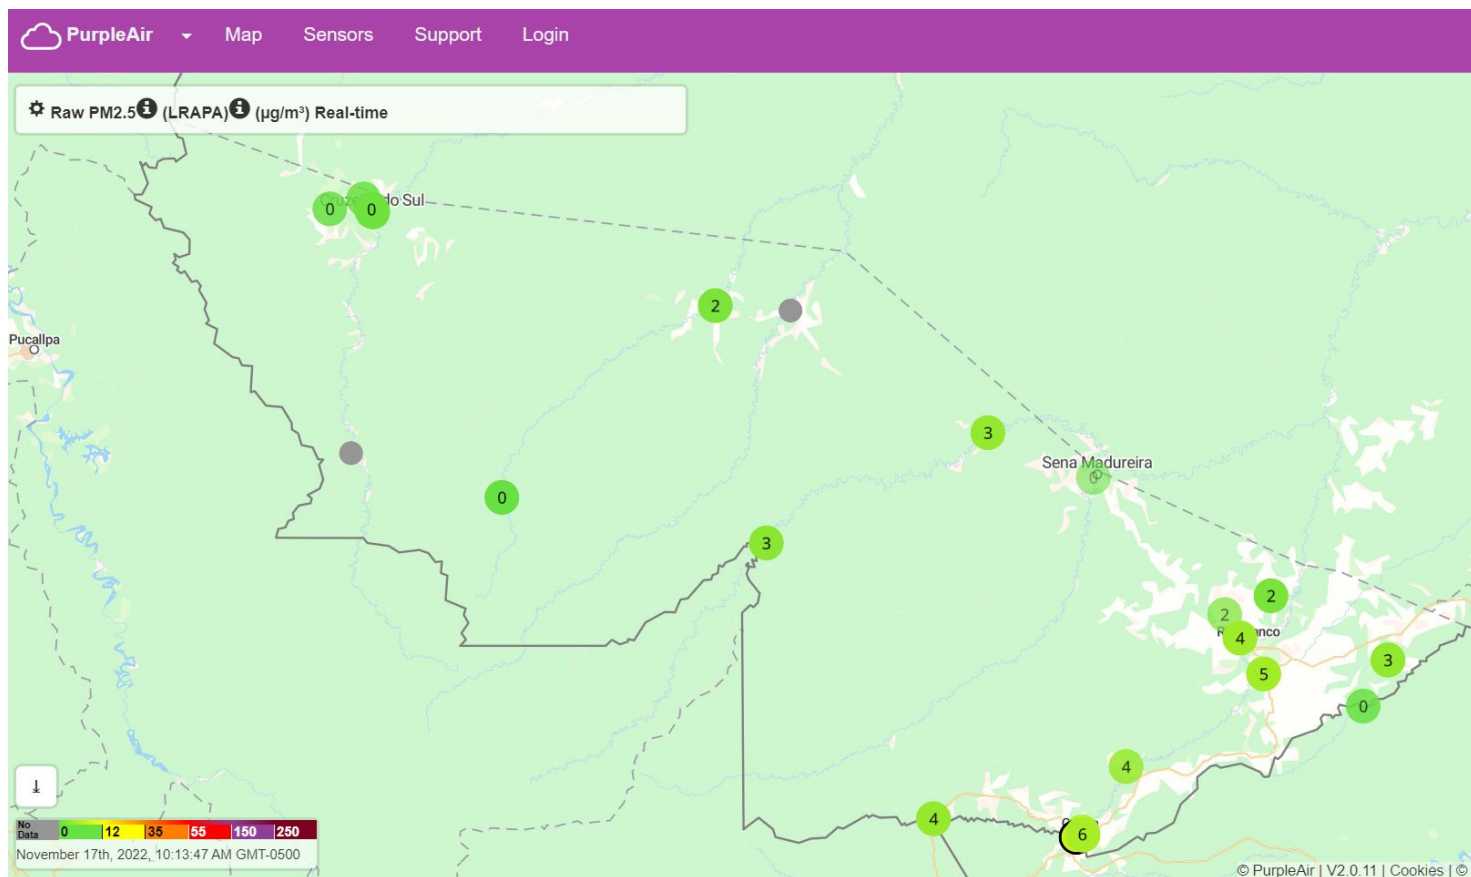 PurpleAir Map Sensors Support Login
Raw PM2.5 (LRAPA) (µg/m³) Real-time
0 0
do Sul
2
Pucallpa
3
Sena Madureira
0
0
3
2
2
4
3
5
0
4
4
6
No Data 0 12 35 55 150 250
November 17th, 2022, 10:13:47 AM GMT-0500
© PurpleAir | V2.0.11 | Cookies | ©